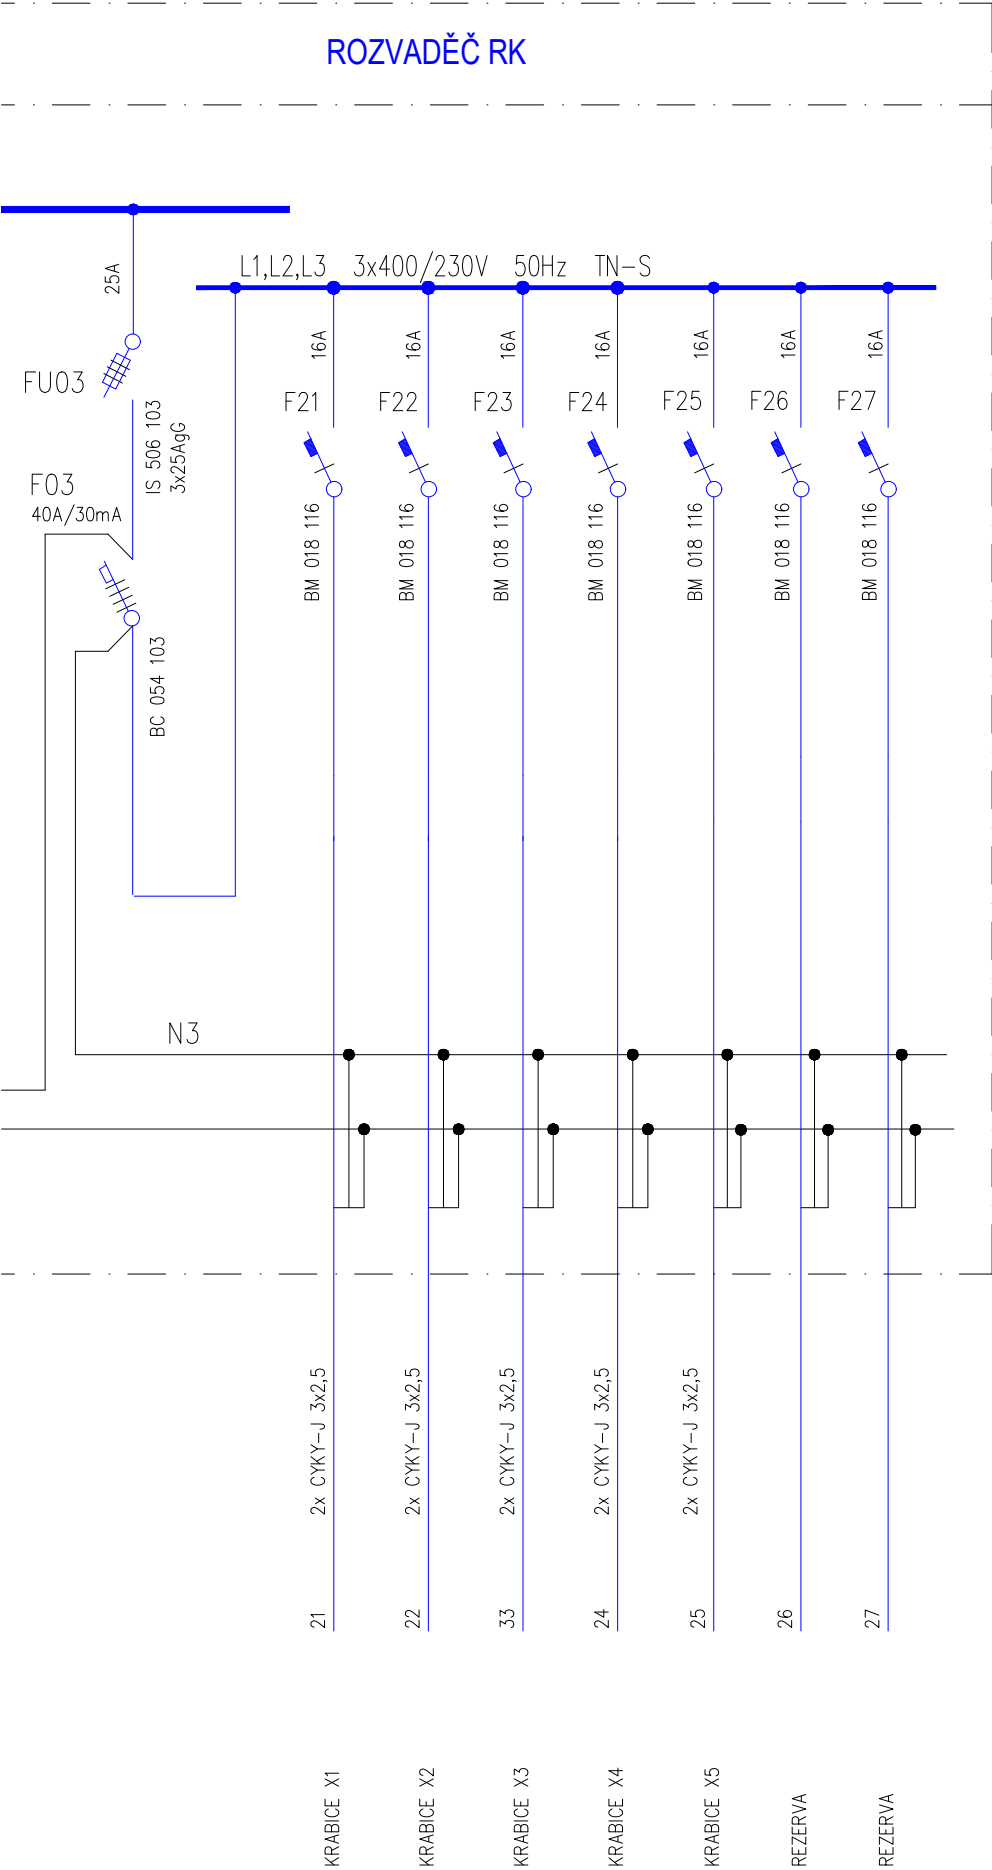 ROZVADĚČ RK
25A
L1,L2,L3 3x400/230V 50Hz TN-S
16A
16A
16A
16A
16A
16A
16A
FU03
IS 506 103
3x25AgG
F21
F22
F23
F24
F25
F26
F27
F03
40A/30mA
BM 018 116
BM 018 116
BM 018 116
BM 018 116
BM 018 116
BM 018 116
BM 018 116
BC 054 103
N3
2x CYKY-J 3x2,5
2x CYKY-J 3x2,5
2x CYKY-J 3x2,5
2x CYKY-J 3x2,5
2x CYKY-J 3x2,5
21
22
33
24
25
26
27
KRABICE X1
KRABICE X2
KRABICE X3
KRABICE X4
KRABICE X5
REZERVA
REZERVA